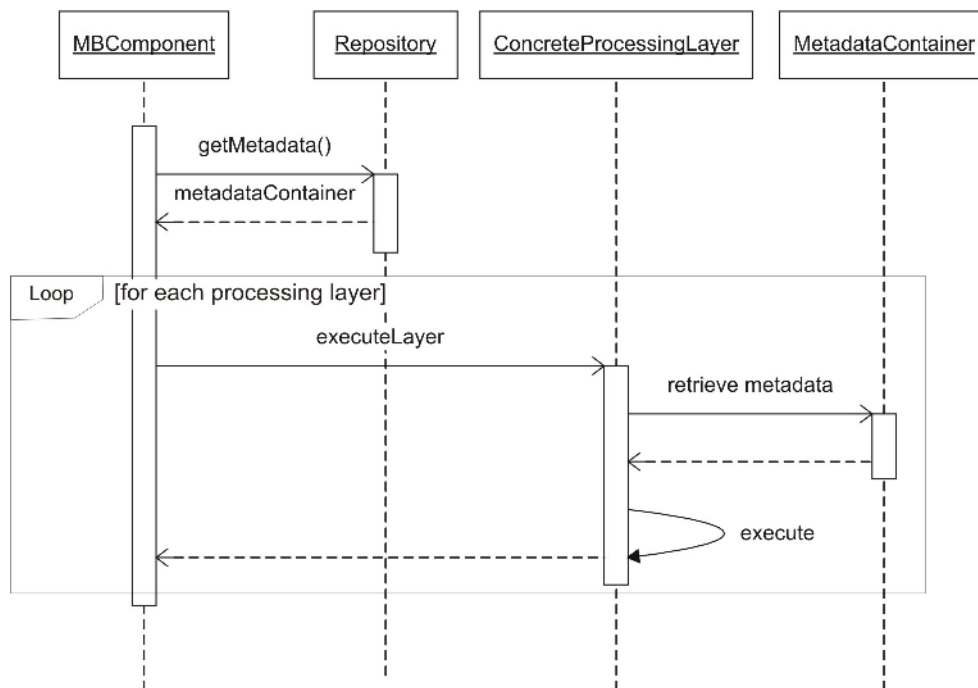 MBComponent
Repository
ConcreteProcessingLayer
MetadataContainer
getMetadata()
metadataContainer
Loop
[for each processing layer]
executeLayer
retrieve metadata
execute